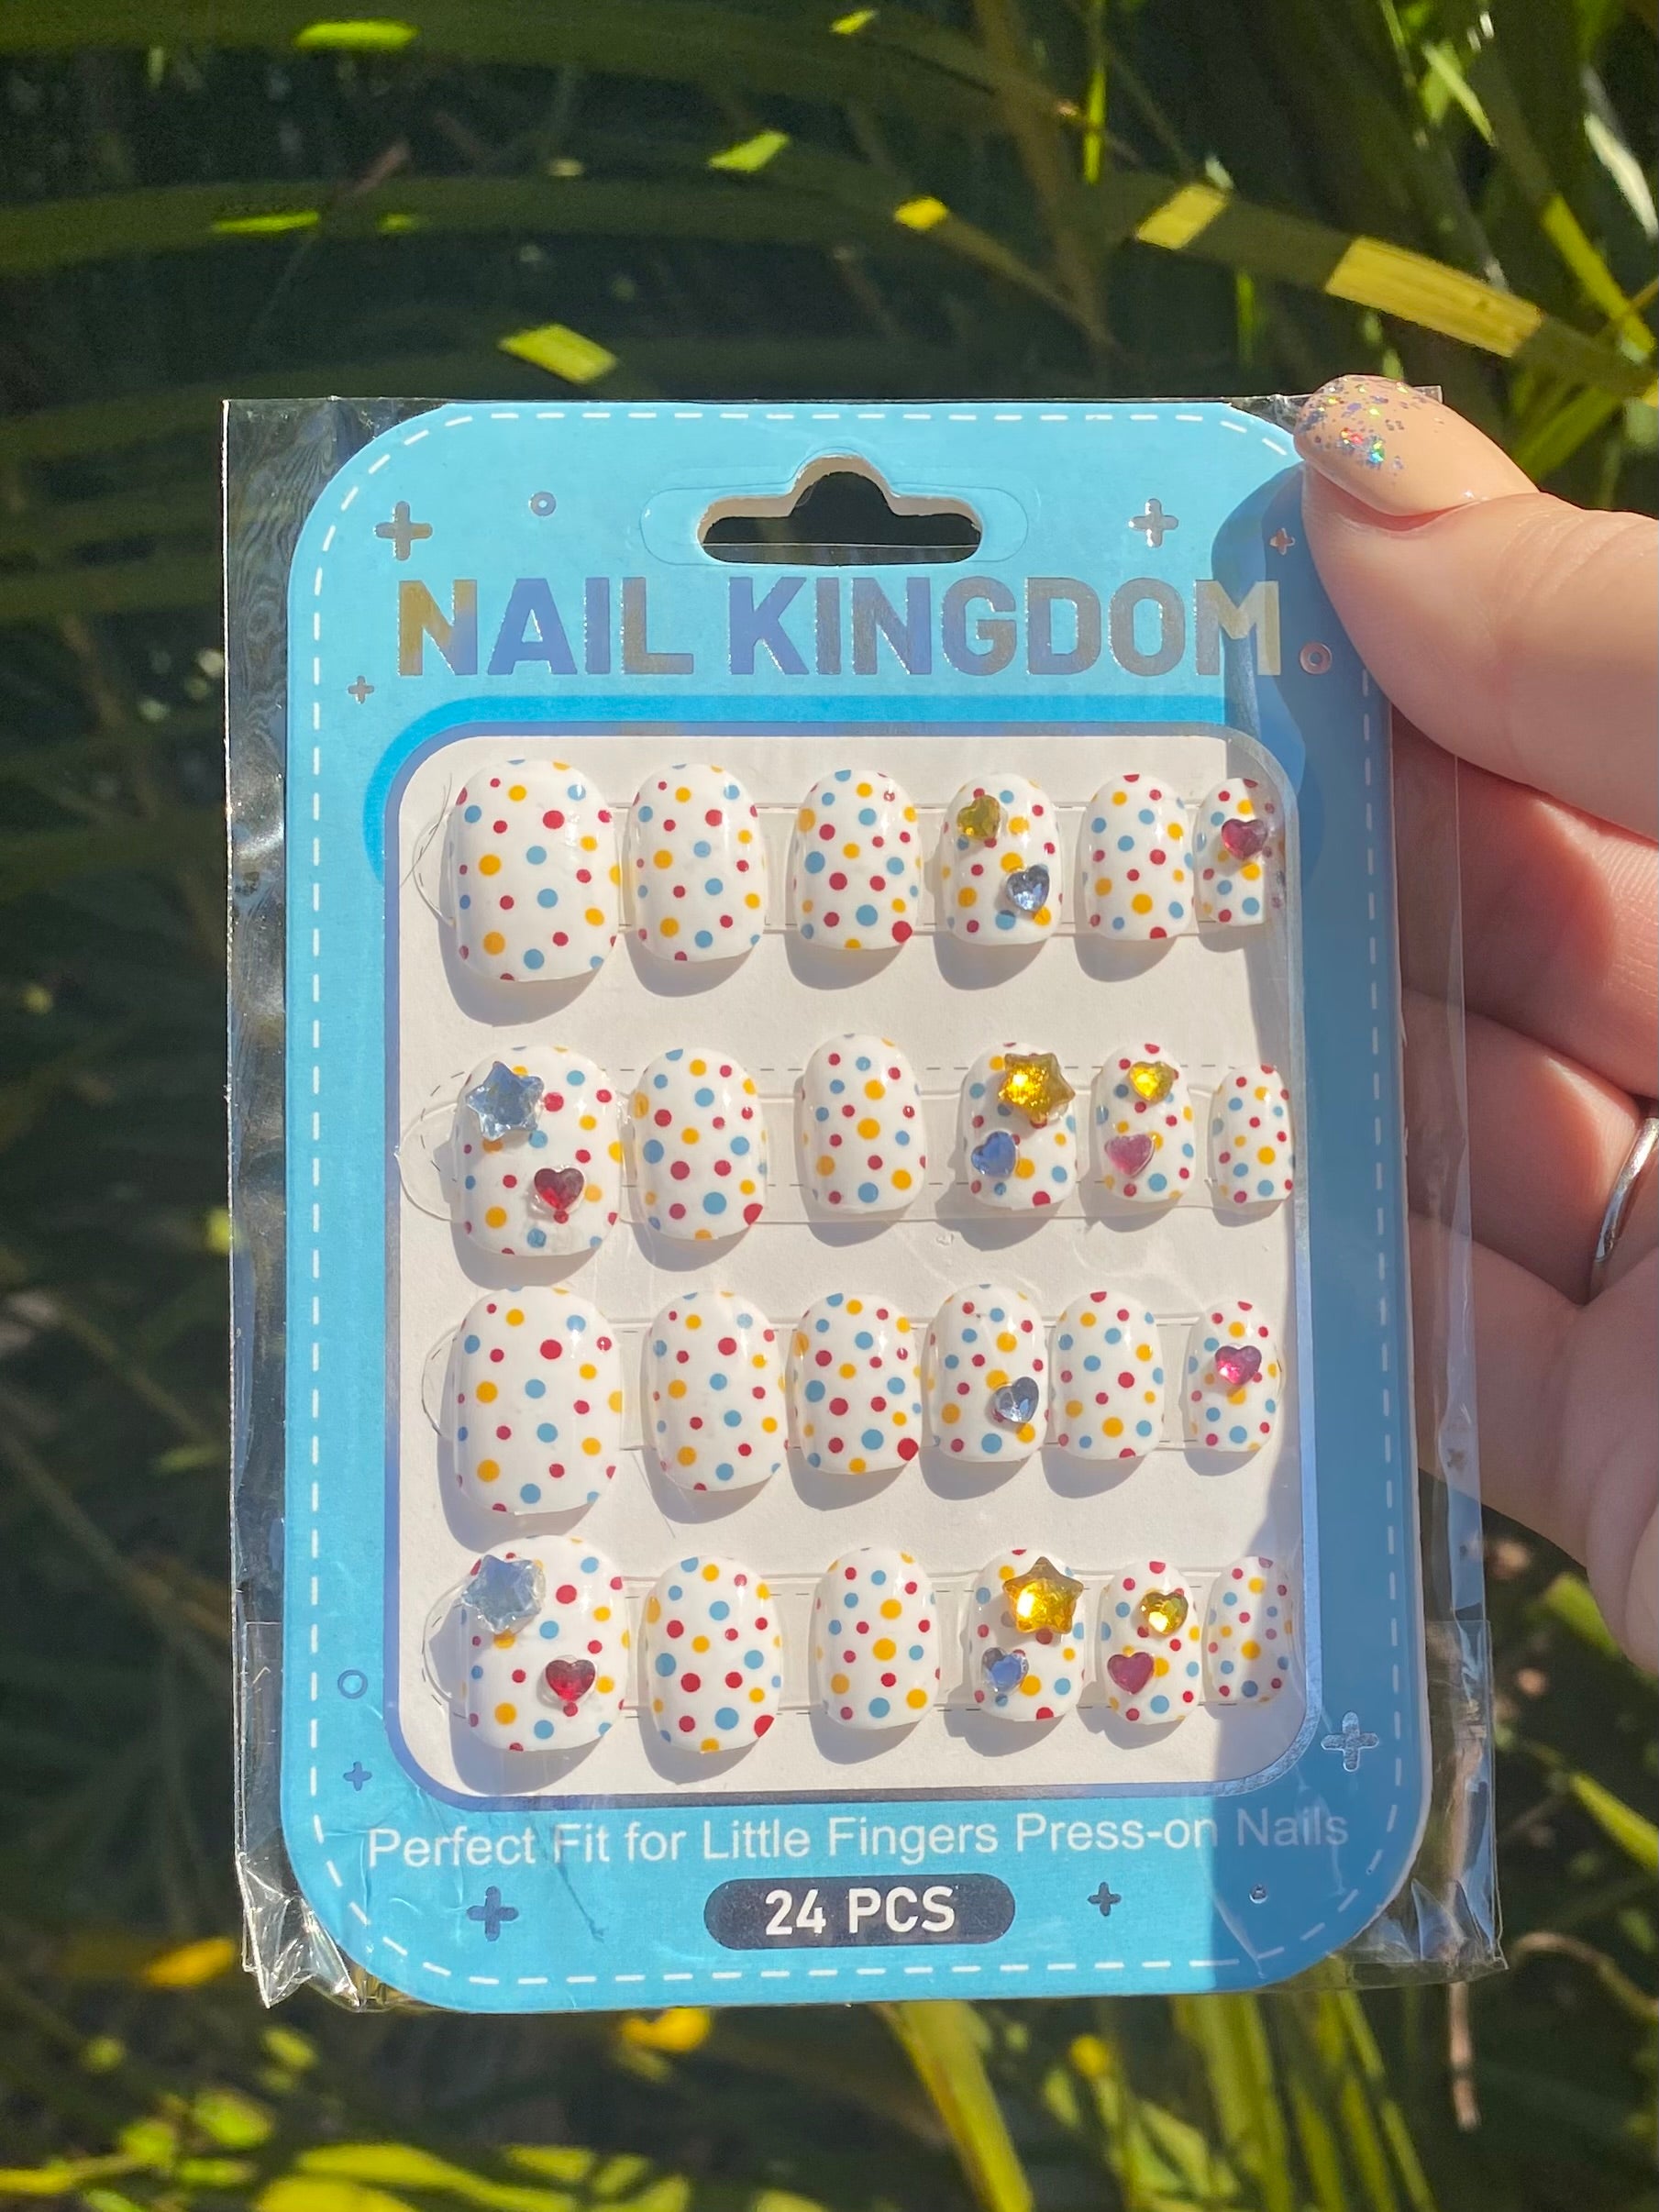 NAIL KINGDOM
Perfect Fit for Little Fingers Press-on Nails
24 PCS